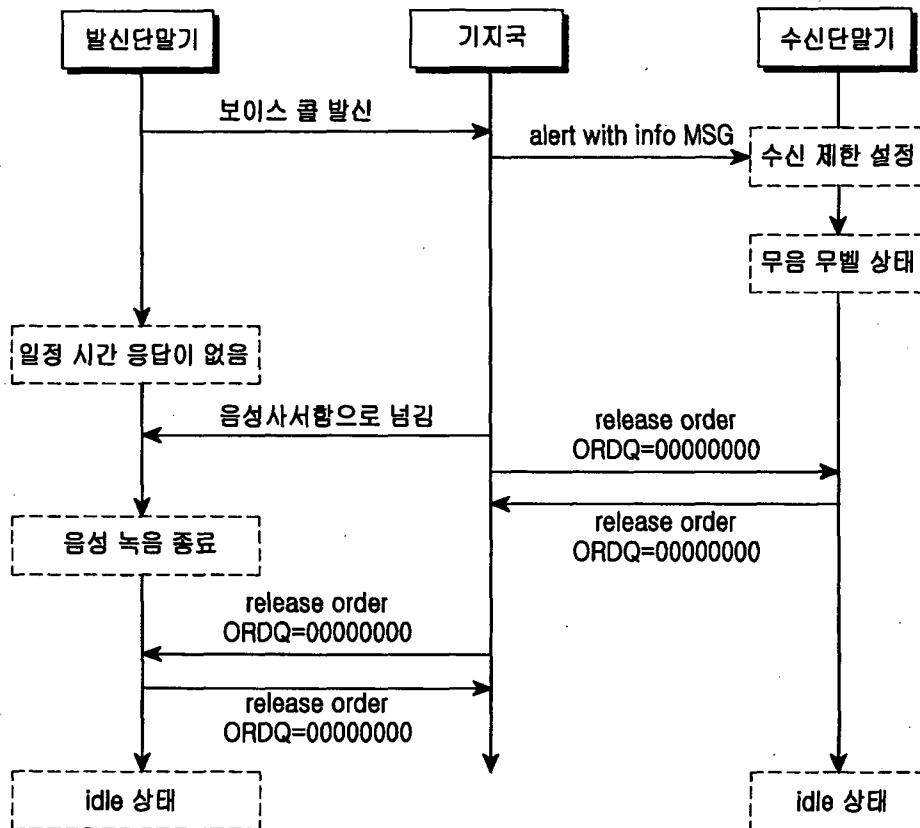 발신단말기
기지국
수신단말기
보이스 콜 발신
alert with info MSG
수신 제한 설정
무음 무벨 상태
일정 시간 응답이 없음
음성사서함으로 넘김
release order
ORDQ=00000000
release order
ORDQ=00000000
음성 녹음 종료
release order
ORDQ=00000000
release order
ORDQ=00000000
idle 상태
idle 상태